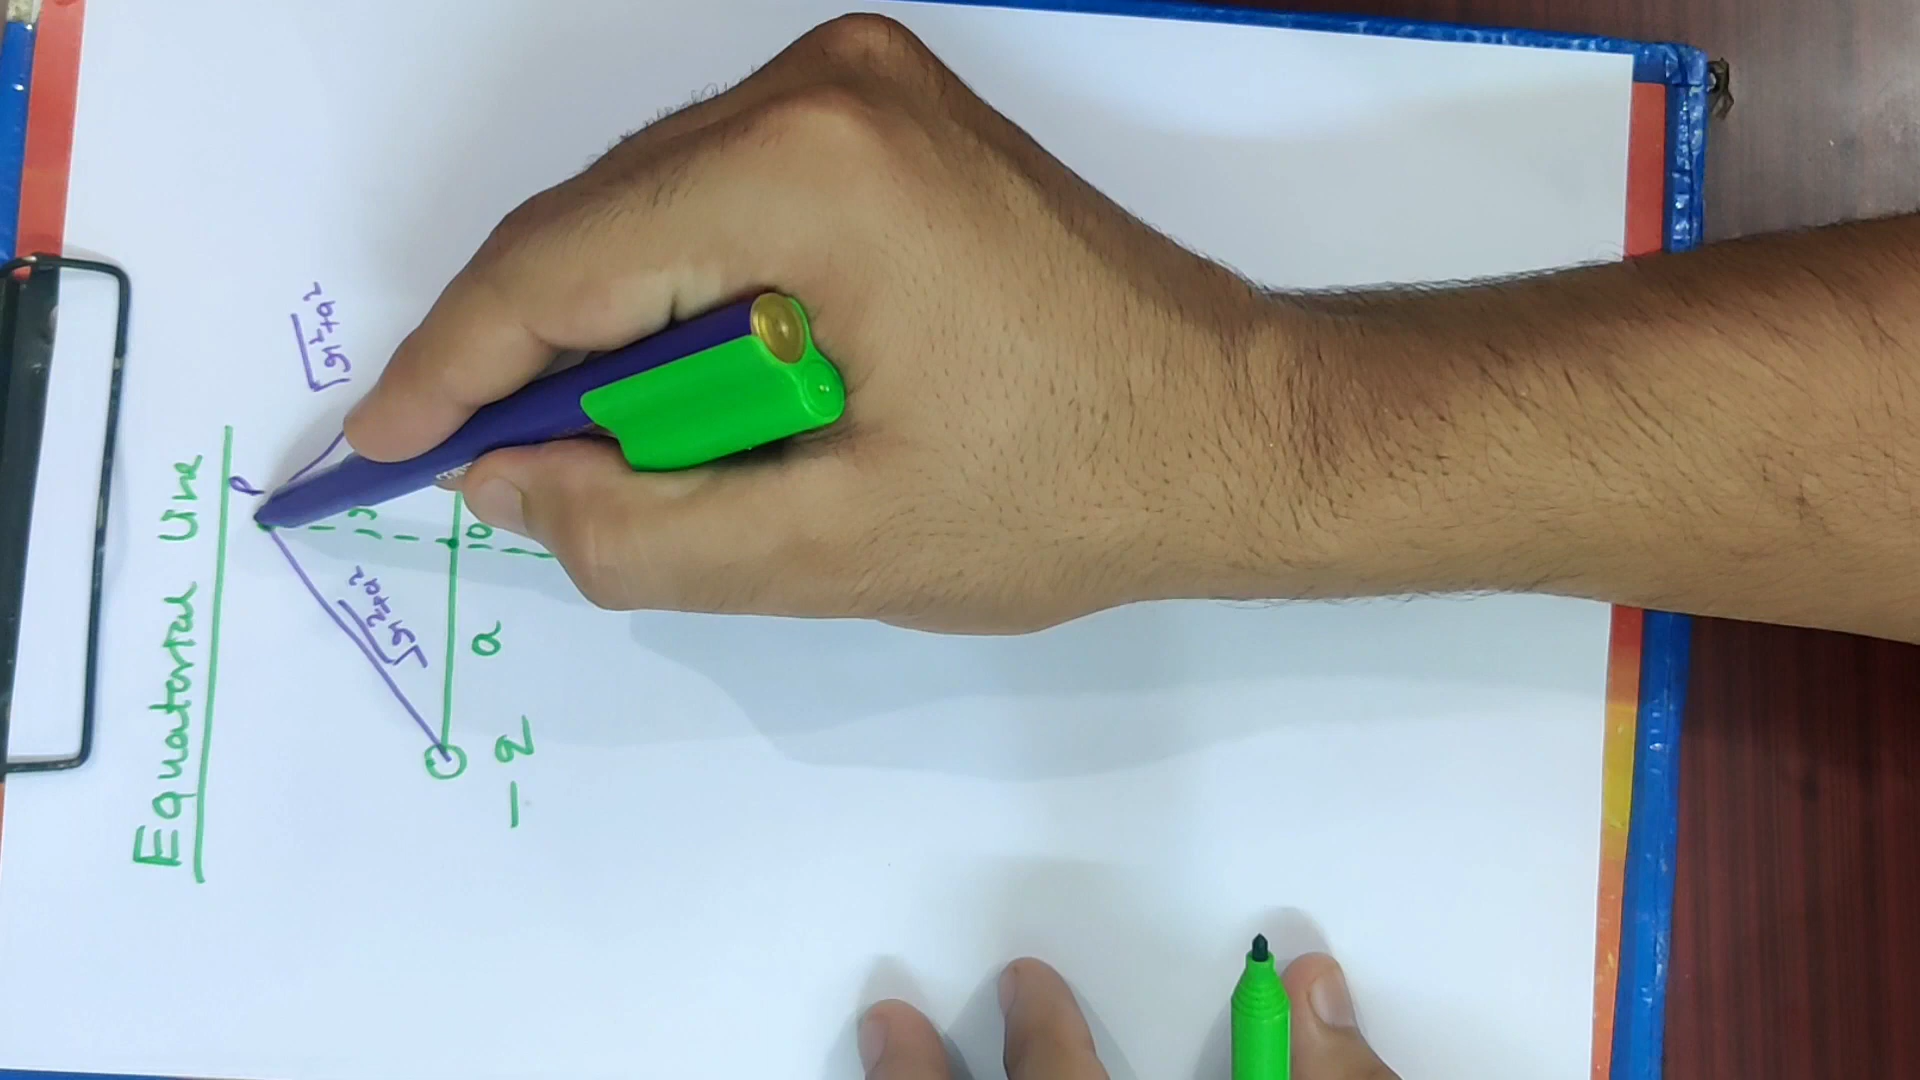 Equatorial Line
P
√r²+a²
√r²+a²
r
O
a
-q